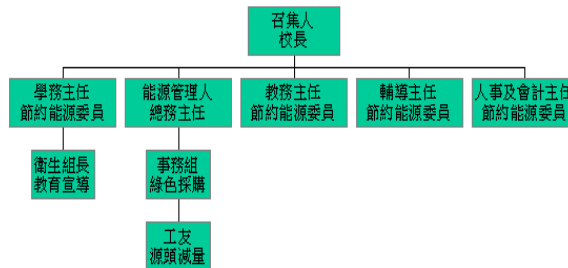 召集人
校長
學務主任
節約能源委員
能源管理人
總務主任
教務主任
節約能源委員
輔導主任
節約能源委員
人事及會計主任
節約能源委員
衛生組長
教育宣導
事務組
綠色採購
工友
源頭減量